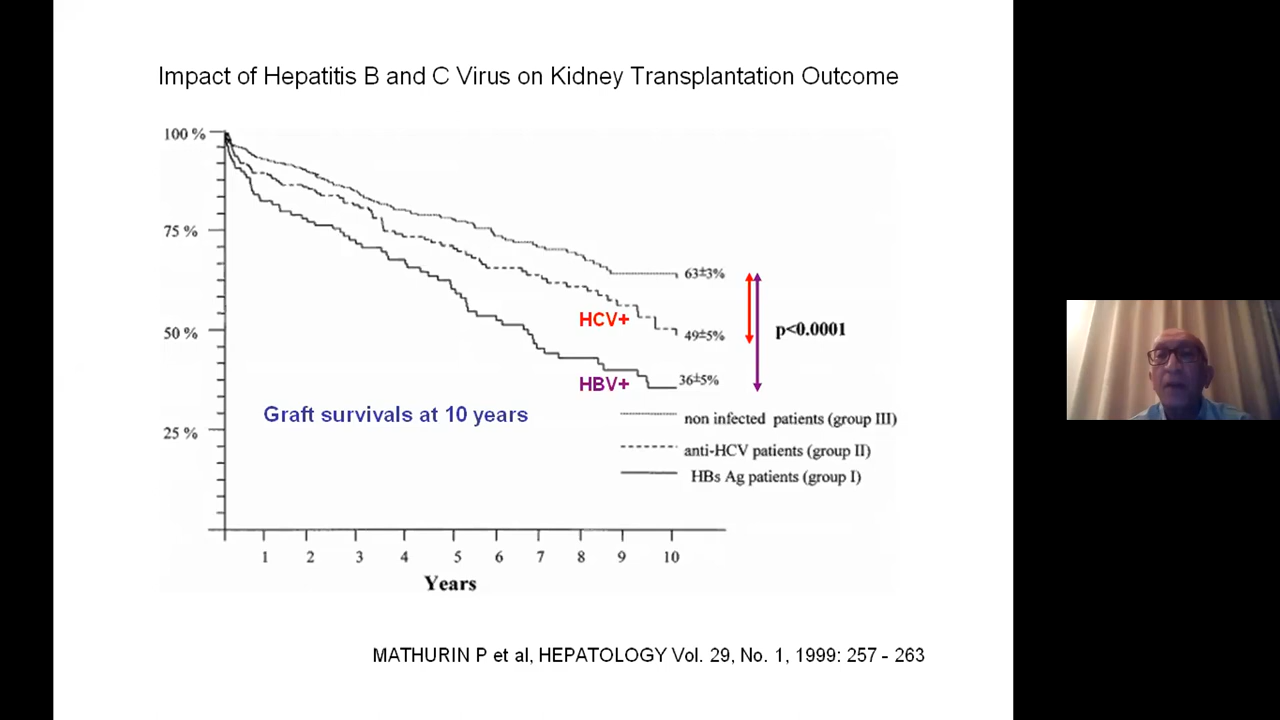 Impact of Hepatitis B and C Virus on Kidney Transplantation Outcome
100 %
75 %
63±3%
HCV+
p<0.0001
50 %
49±5%
HBV+
36±5%
Graft survivals at 10 years
non infected patients (group III)
25 %
anti-HCV patients (group II)
HBs Ag patients (group I)
1 2 3 4 5 6 7 8 9 10
Years
MATHURIN P et al, HEPATOLOGY Vol. 29, No. 1, 1999: 257 - 263